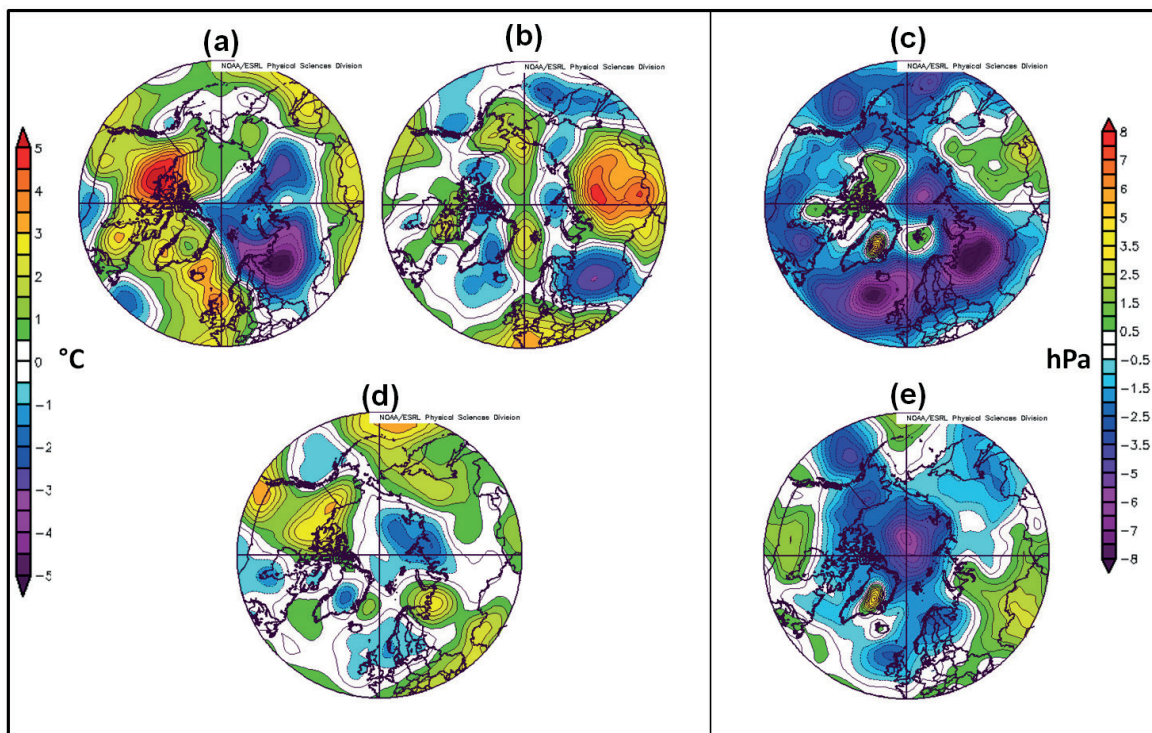 (a)
NOAA/ESRL Physical Sciences Division
(b)
NOAA/ESRL Physical Sciences Division
(c)
NOAA/ESRL Physical Sciences Division
5
4
3
2
1
0
−1
−2
−3
−4
−5
°C
8
7
6
5
3.5
2.5
1.5
0.5
−0.5
−1.5
−2.5
−3.5
−5
−6
−7
−8
hPa
(d)
NOAA/ESRL Physical Sciences Division
(e)
NOAA/ESRL Physical Sciences Division